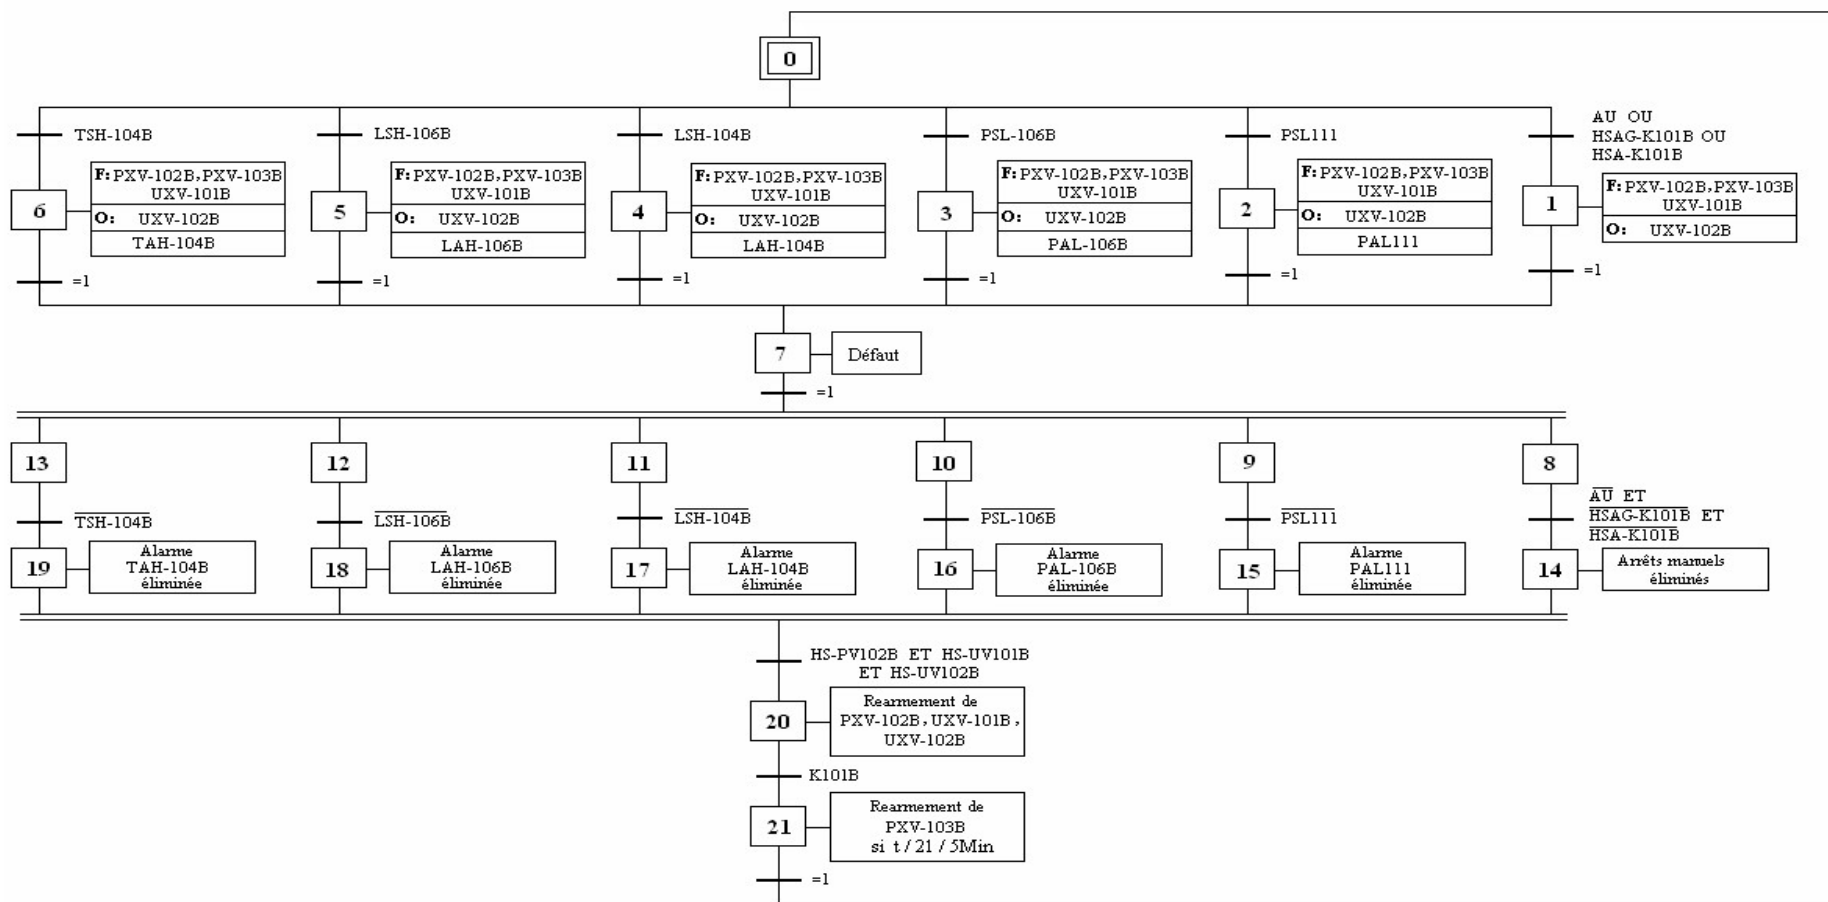 0
TSH-104B
LSH-106B
LSH-104B
PSL-106B
PSL111
AU OU
HSAG-K101B OU
HSA-K101B
6
F: PXV-102B, PXV-103B
UXV-101B
O: UXV-102B
TAH-104B
5
F: PXV-102B, PXV-103B
UXV-101B
O: UXV-102B
LAH-106B
4
F: PXV-102B, PXV-103B
UXV-101B
O: UXV-102B
LAH-104B
3
F: PXV-102B, PXV-103B
UXV-101B
O: UXV-102B
PAL-106B
2
F: PXV-102B, PXV-103B
UXV-101B
O: UXV-102B
PAL111
1
F: PXV-102B, PXV-103B
UXV-101B
O: UXV-102B
=1
=1
=1
=1
=1
=1
7
Défaut
=1
13
12
11
10
9
8
TSH-104B
LSH-106B
LSH-104B
PSL-106B
PSL111
AU ET
HSAG-K101B ET
HSA-K101B
19
Alarme
TAH-104B
éliminée
18
Alarme
LAH-106B
éliminée
17
Alarme
LAH-104B
éliminée
16
Alarme
PAL-106B
éliminée
15
Alarme
PAL111
éliminée
14
Arrêts manuels
éliminés
HS-PV102B ET HS-UV101B
ET HS-UV102B
20
Rearmement de
PXV-102B, UXV-101B,
UXV-102B
K101B
21
Rearmement de
PXV-103B
si t / 21 / 5Min
=1